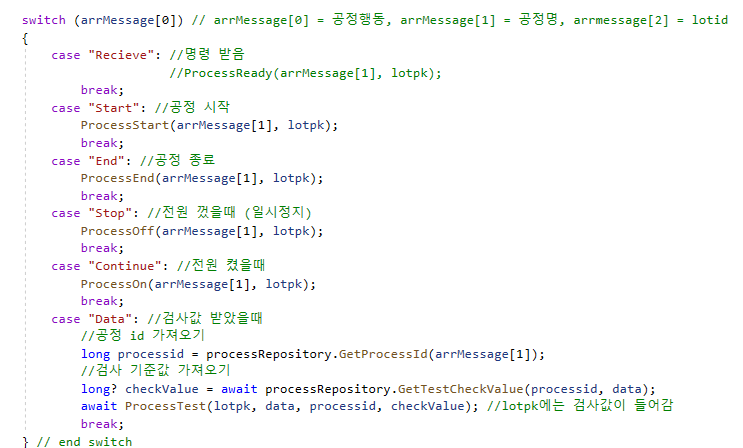 switch (arrMessage[0]) // arrMessage[0] = 공정행동, arrMessage[1] = 공정명, arrmessage[2] = lotid
{
case "Recieve": //명령 받음
//ProcessReady(arrMessage[1], lotpk);
break;
case "Start": //공정 시작
ProcessStart(arrMessage[1], lotpk);
break;
case "End": //공정 종료
ProcessEnd(arrMessage[1], lotpk);
break;
case "Stop": //전원 껐을때 (일시정지)
ProcessOff(arrMessage[1], lotpk);
break;
case "Continue": //전원 켰을때
ProcessOn(arrMessage[1], lotpk);
break;
case "Data": //검사값 받았을때
//공정 id 가져오기
long processid = processRepository.GetProcessId(arrMessage[1]);
//검사 기준값 가져오기
long? checkValue = await processRepository.GetTestCheckValue(processid, data);
await ProcessTest(lotpk, data, processid, checkValue); //lotpk에는 검사값이 들어감
break;
} // end switch